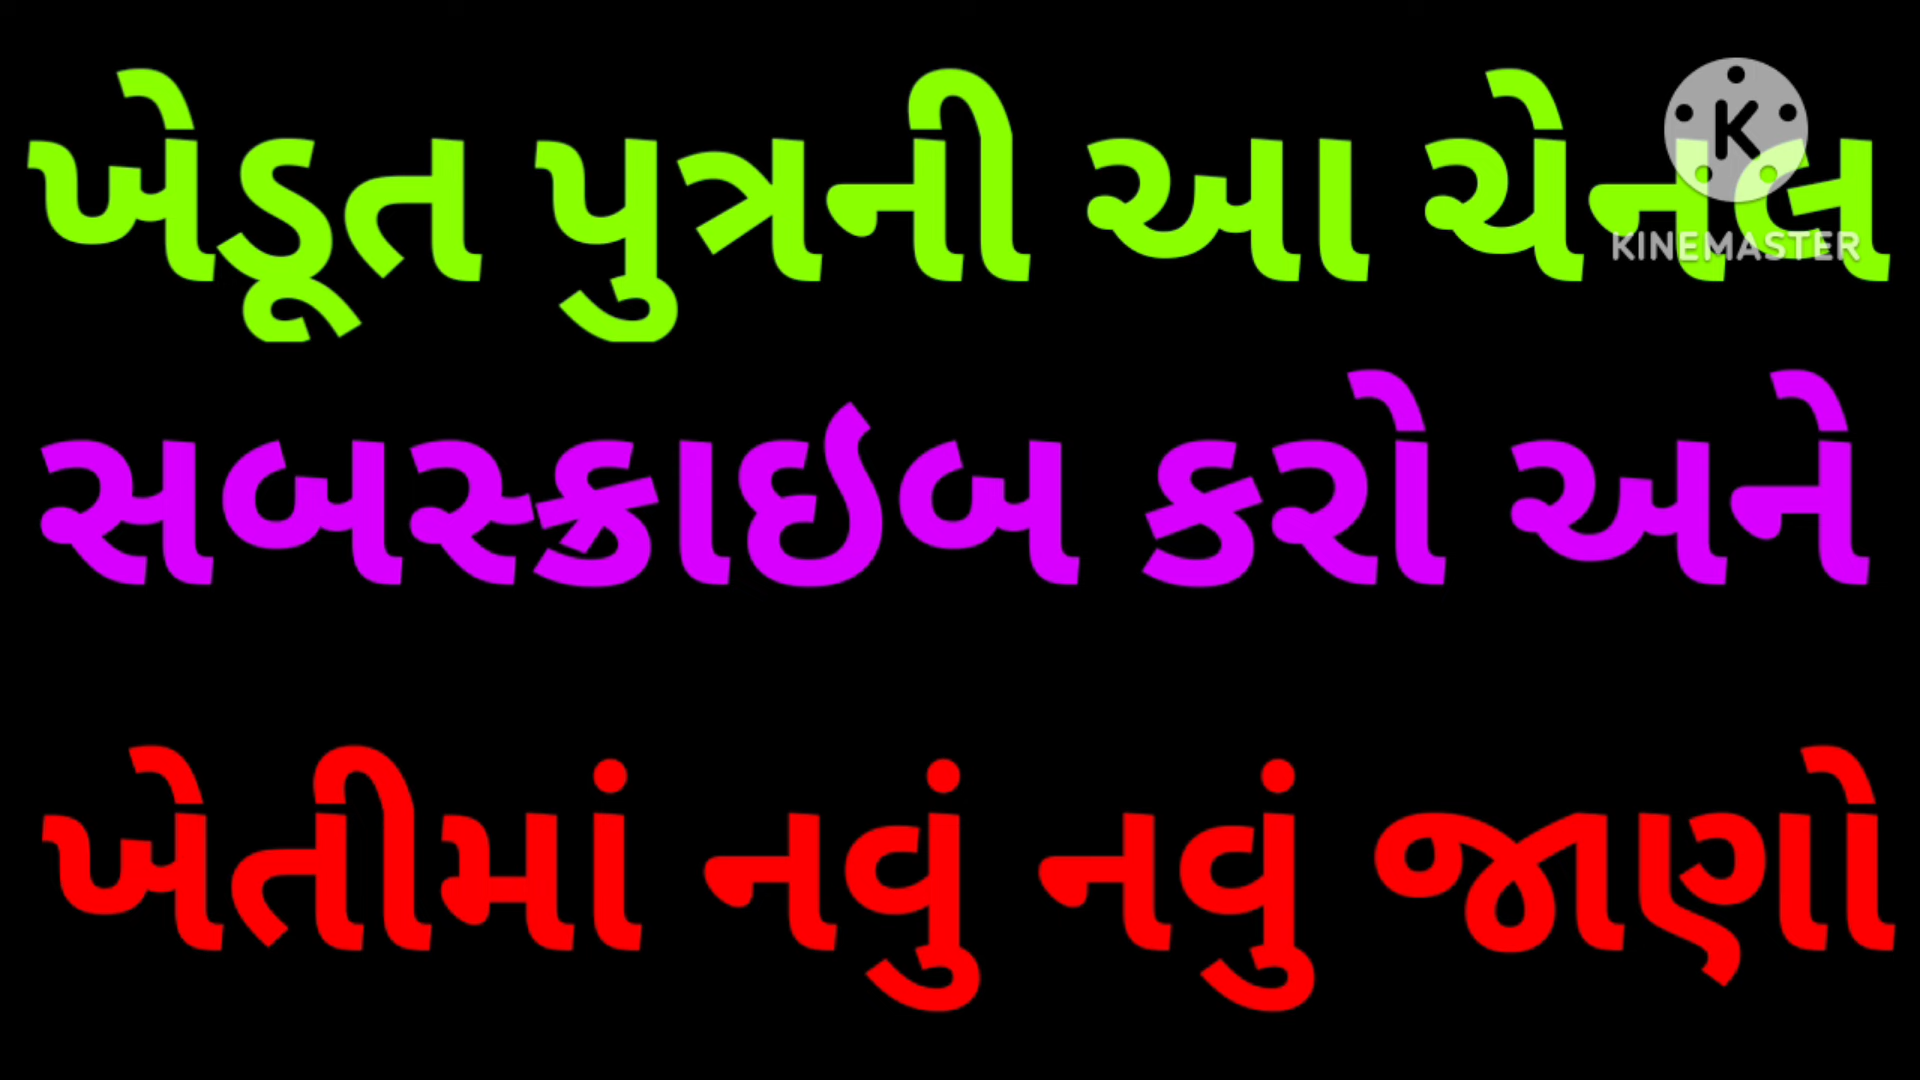 ખેડૂત પુત્રની આ ચેનલ
KINEMASTER
સબસ્ક્રાઇબ કરો અને
ખેતીમાં નવું નવું જાણો